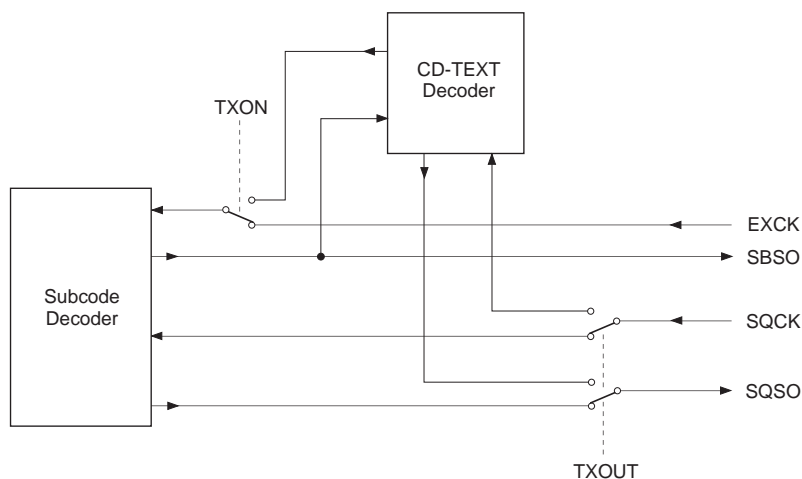 CD-TEXT
Decoder
TXON
EXCK
SBSO
Subcode
Decoder
SQCK
SQSO
TXOUT